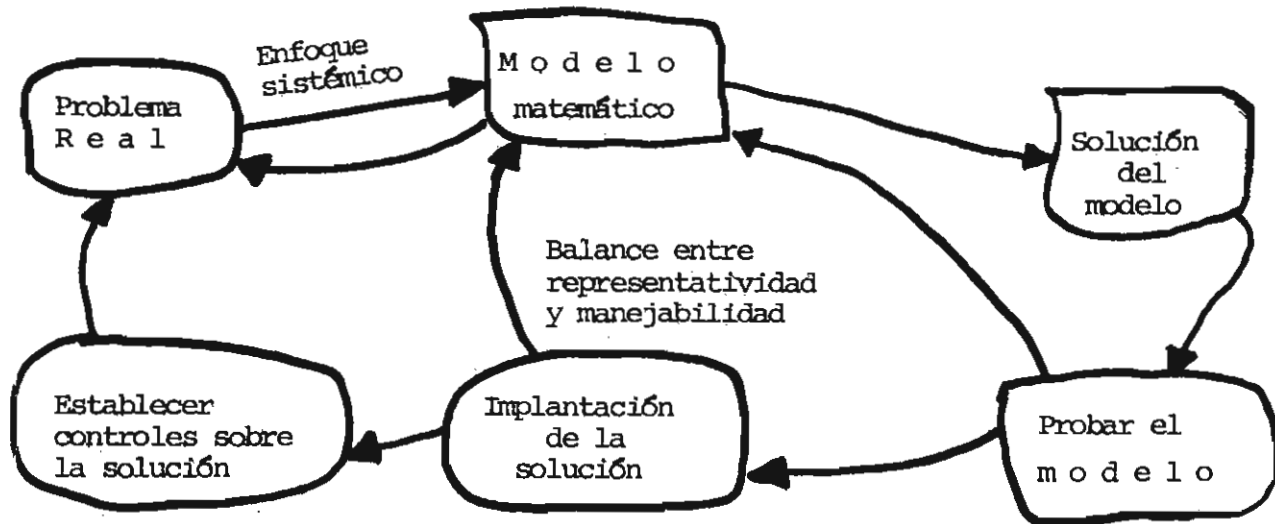 Enfoque
sistémico
Problema
R e a l
M o d e l o
matemático
Solución
del
modelo
Balance entre
representatividad
y manejabilidad
Establecer
controles sobre
la solución
Implantación
de la
solución
Probar el
m o d e l o